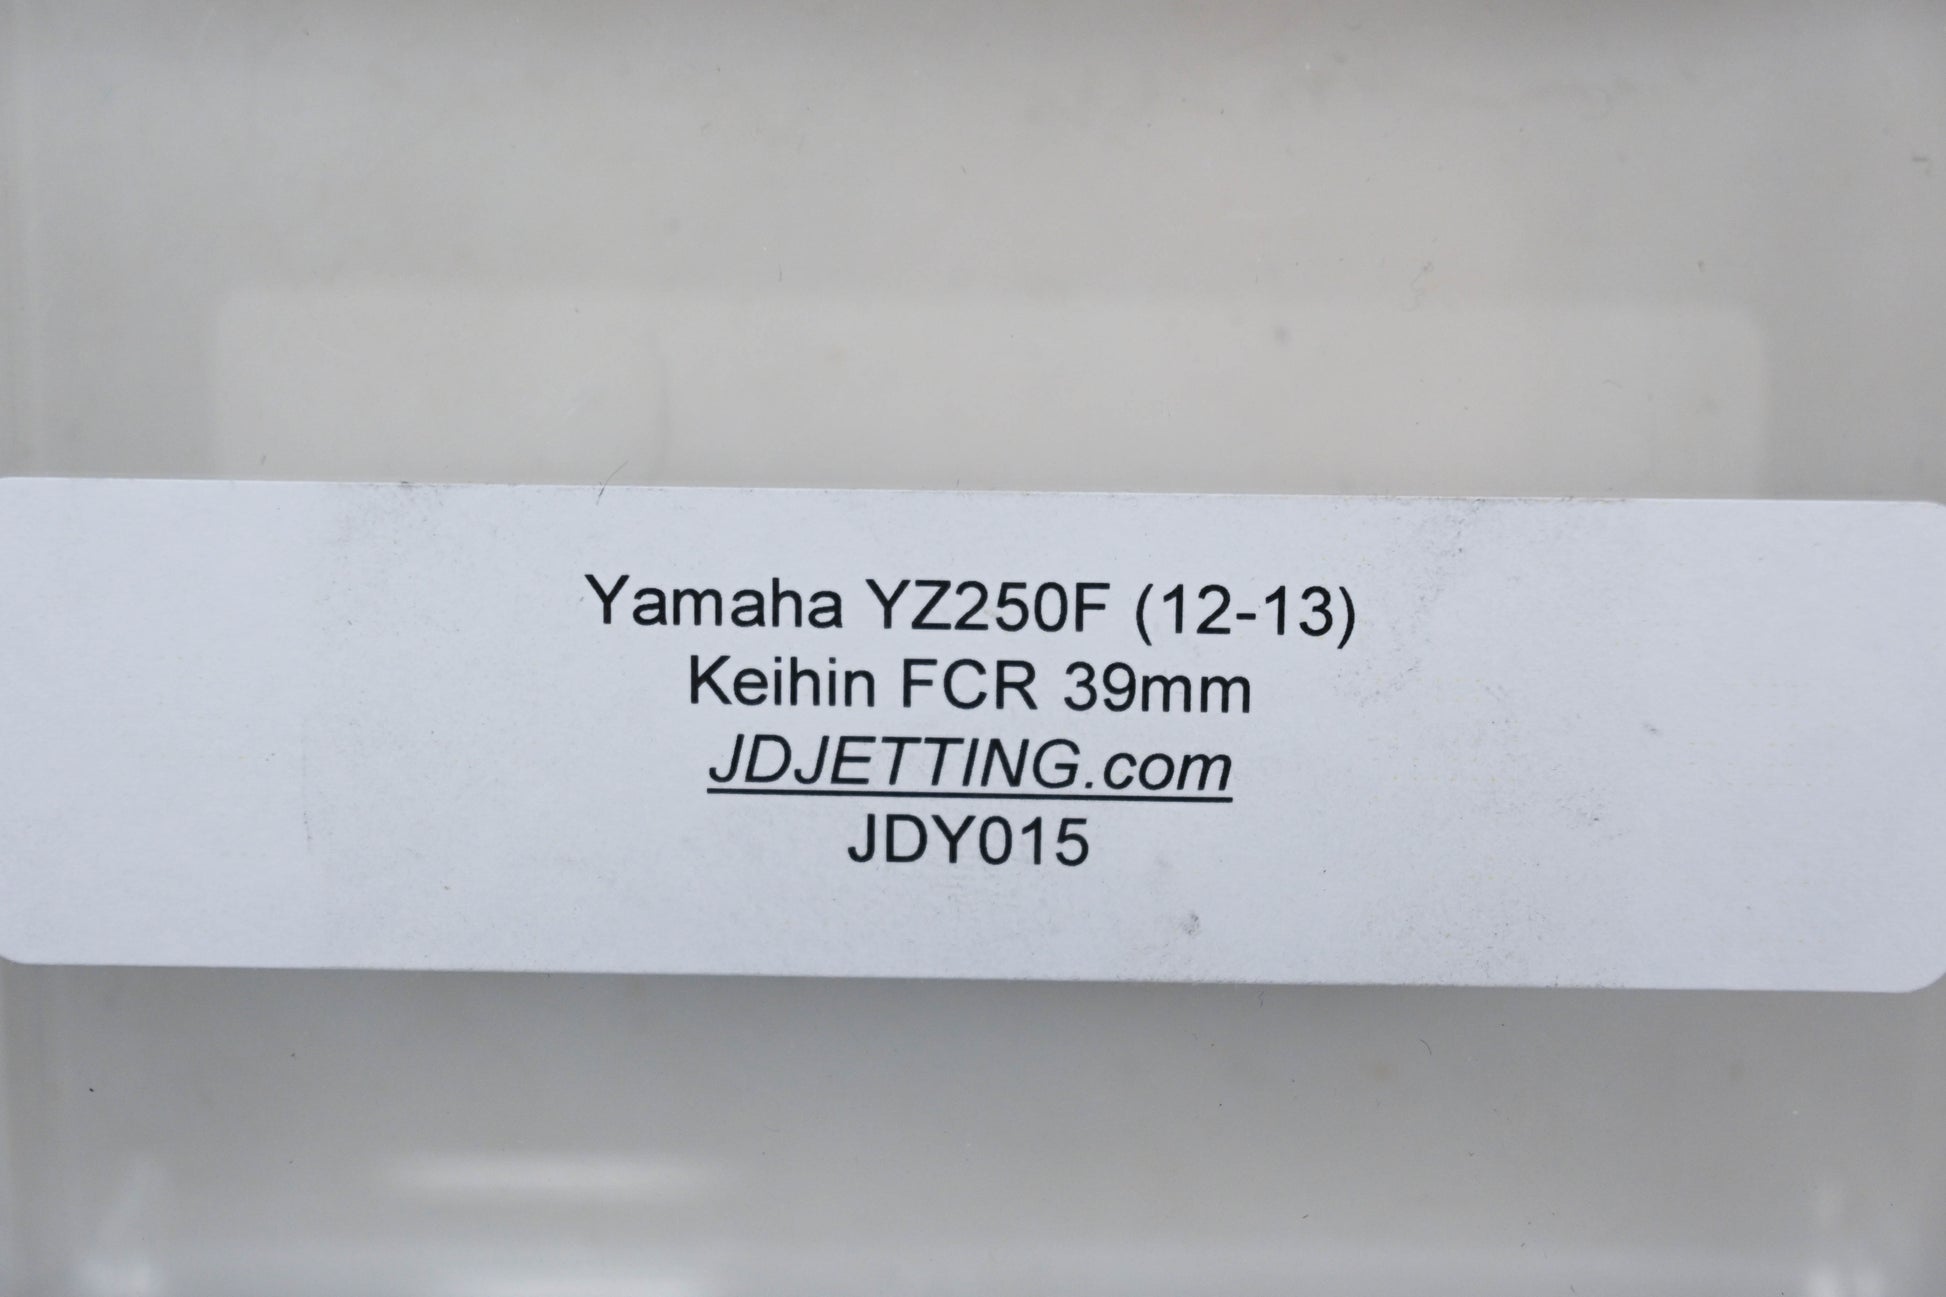 Yamaha YZ250F (12-13)
Keihin FCR 39mm
JDJETTING.com
JDY015